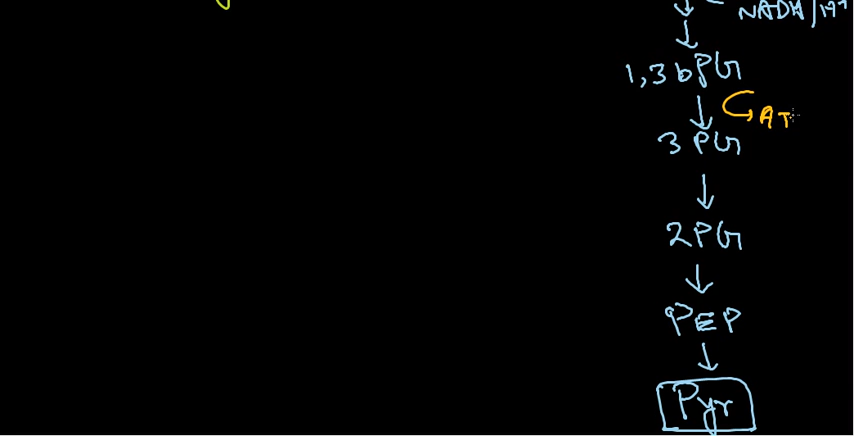 NADH/
1,3 bPG
AT
3 PG
2PG
PEP
Pyr